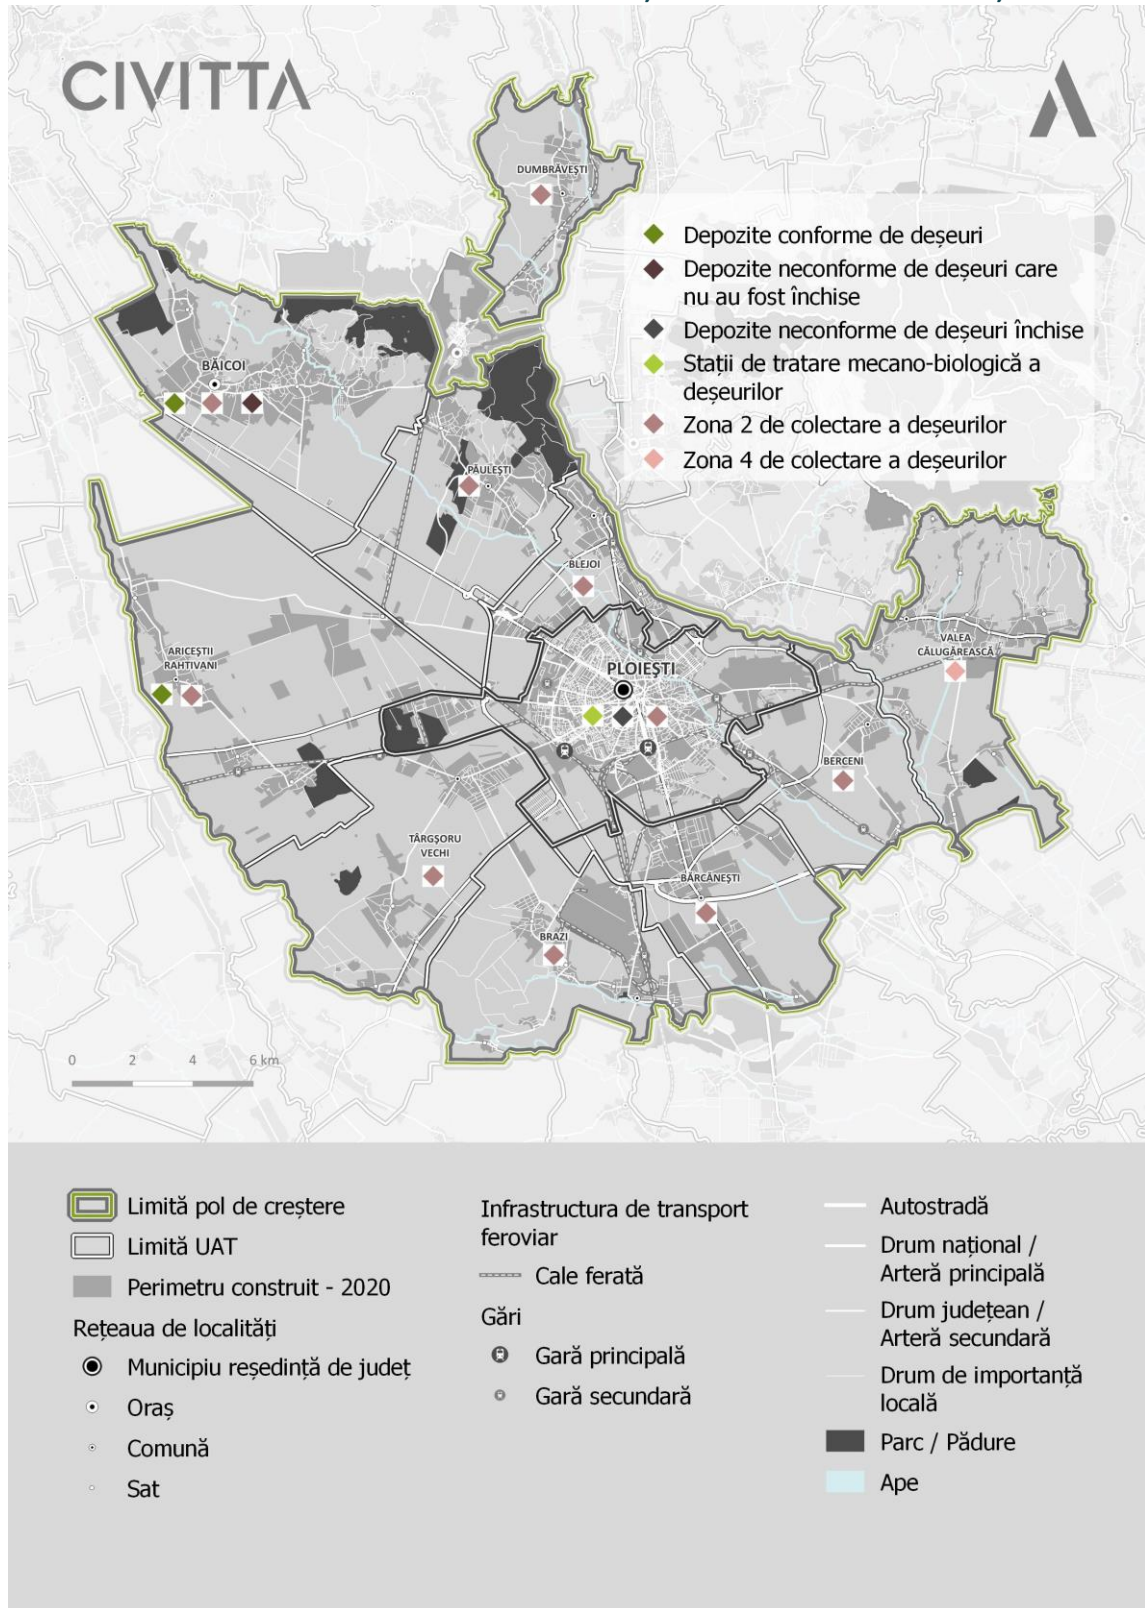 CIVITTA
DUMBRĂVEȘTI
Depozite conforme de deșeuri
Depozite neconforme de deșeuri care
nu au fost închise
Depozite neconforme de deșeuri închise
Stații de tratare mecano-biologică a
deșeurilor
Zona 2 de colectare a deșeurilor
Zona 4 de colectare a deșeurilor
BĂICOI
PĂULEȘTI
BLEJOI
ARICEȘTII
RAHTIVANI
VALEA
CĂLUGĂREASCĂ
PLOIEȘTI
BERCENI
TÂRGȘORU
VECHI
BĂRCĂNEȘTI
BRAZI
0 2 4 6 km
Limită pol de creștere
Limită UAT
Perimetru construit - 2020
Rețeaua de localități
Municipiu reședință de județ
Oraș
Comună
Sat
Infrastructura de transport
feroviar
Cale ferată
Gări
Gară principală
Gară secundară
Autostradă
Drum național /
Arteră principală
Drum județean /
Arteră secundară
Drum de importanță
locală
Parc / Pădure
Ape